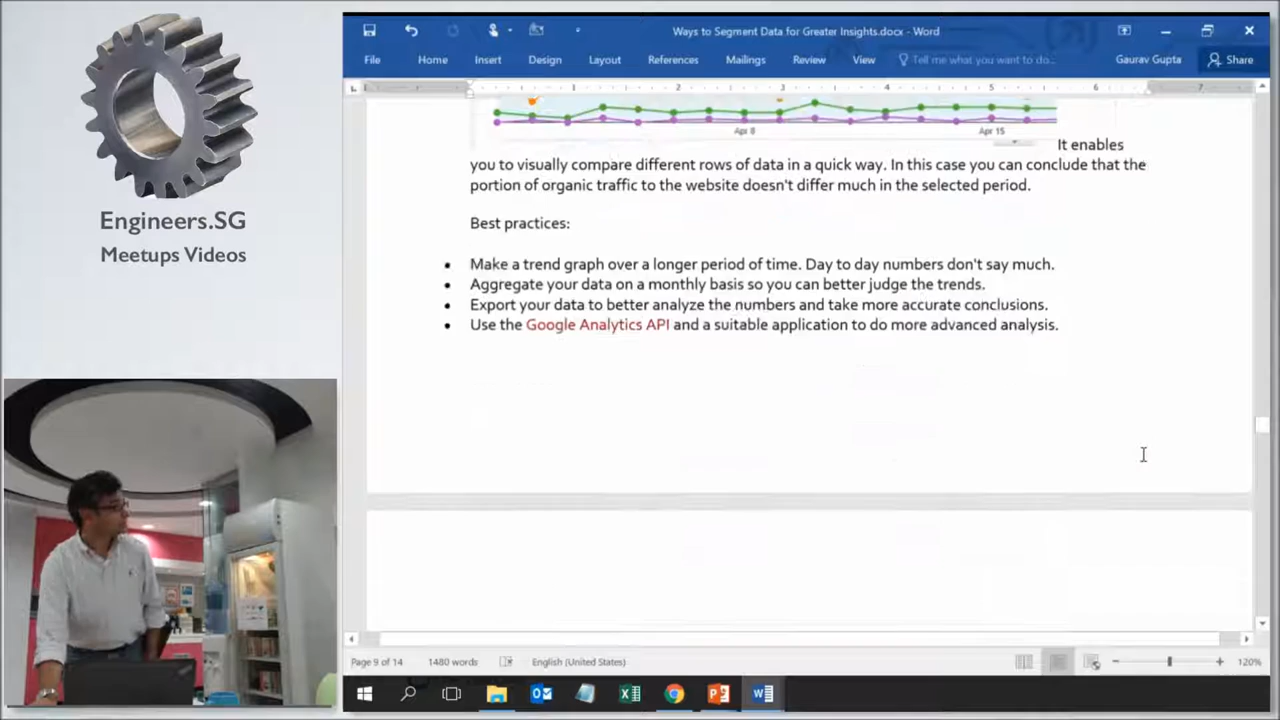 Engineers.SG
Meetups Videos
Ways to Segment Data for Greater Insights.docx - Word
File Home Insert Design Layout References Mailings Review View Tell me what you want to do... Gaurav Gupta Share
2 3 4 5 6 7
Apr 8 Apr 15
It enables
you to visually compare different rows of data in a quick way. In this case you can conclude that the
portion of organic traffic to the website doesn't differ much in the selected period.
Best practices:
Make a trend graph over a longer period of time. Day to day numbers don't say much.
Aggregate your data on a monthly basis so you can better judge the trends.
Export your data to better analyze the numbers and take more accurate conclusions.
Use the Google Analytics API and a suitable application to do more advanced analysis.
Page 9 of 14 1480 words English (United States) 120%